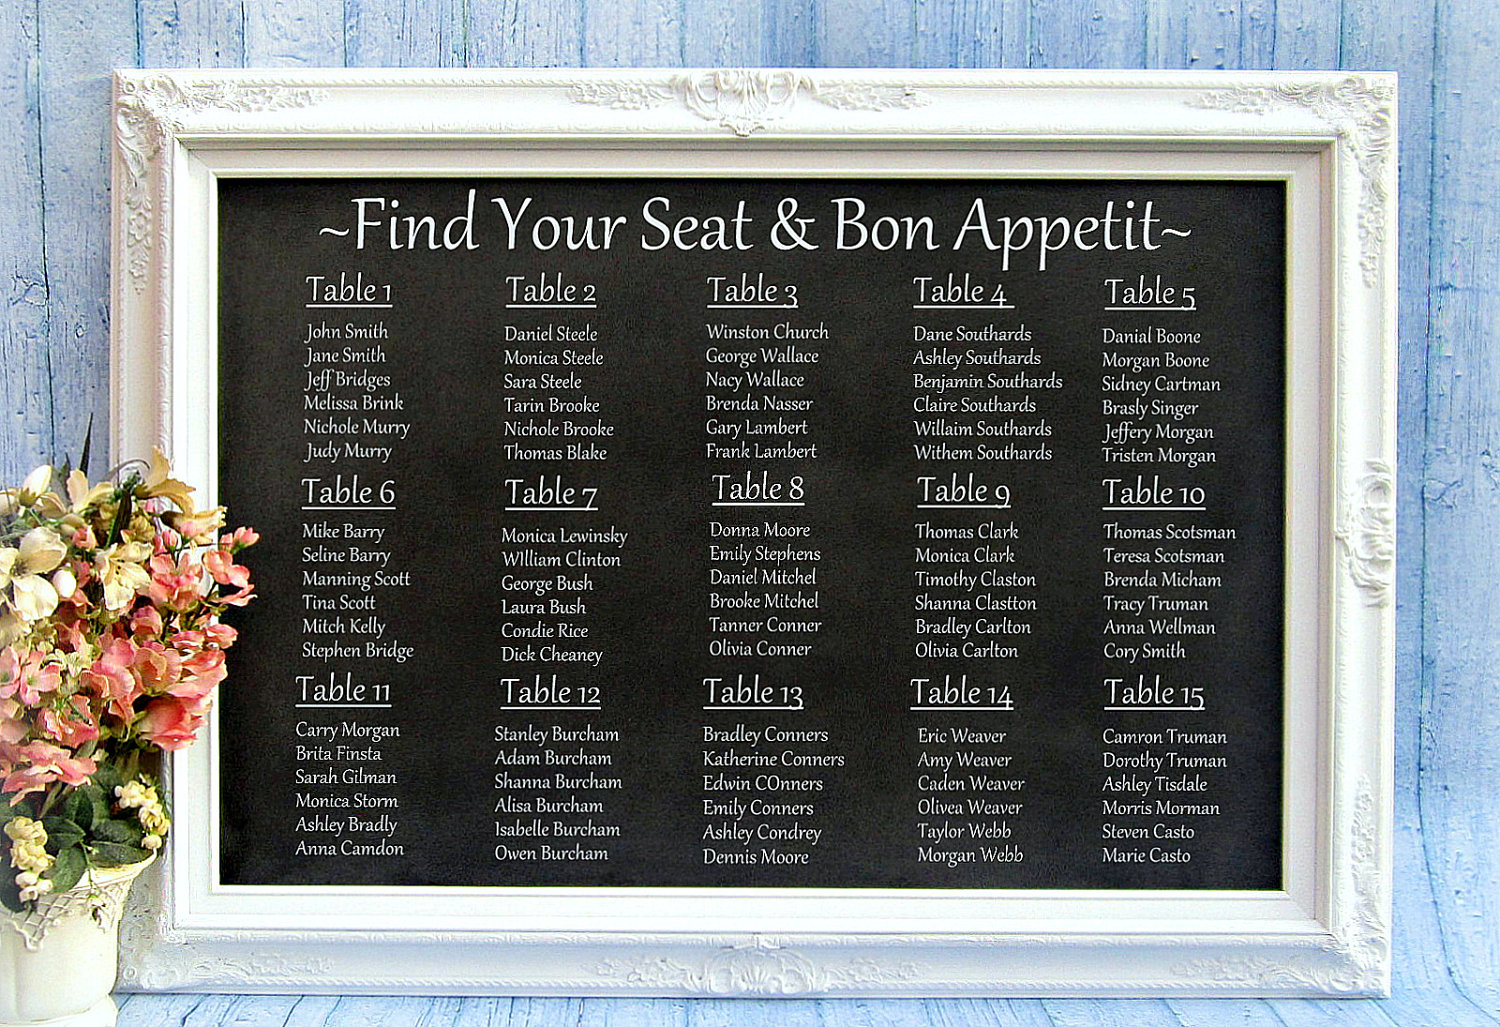 ~Find Your Seat & Bon Appetit~
Table 1
John Smith
Jane Smith
Jeff Bridges
Melissa Brink
Nichole Murry
Judy Murry
Table 2
Daniel Steele
Monica Steele
Sara Steele
Tarin Brooke
Nichole Brooke
Thomas Blake
Table 3
Winston Church
George Wallace
Nacy Wallace
Brenda Nasser
Gary Lambert
Frank Lambert
Table 4
Dane Southards
Ashley Southards
Benjamin Southards
Claire Southards
Willaim Southards
Withem Southards
Table 5
Danial Boone
Morgan Boone
Sidney Cartman
Brasly Singer
Jeffery Morgan
Tristen Morgan
Table 6
Mike Barry
Seline Barry
Manning Scott
Tina Scott
Mitch Kelly
Stephen Bridge
Table 7
Monica Lewinsky
WIlliam Clinton
George Bush
Laura Bush
Condie Rice
Dick Cheaney
Table 8
Donna Moore
Emily Stephens
Daniel Mitchel
Brooke Mitchel
Tanner Conner
Olivia Conner
Table 9
Thomas Clark
Monica Clark
Timothy Claston
Shanna Clastton
Bradley Carlton
Olivia Carlton
Table 10
Thomas Scotsman
Teresa Scotsman
Brenda Micham
Tracy Truman
Anna Wellman
Cory Smith
Table 11
Carry Morgan
Brita Finsta
Sarah Gilman
Monica Storm
Ashley Bradly
Anna Camdon
Table 12
Stanley Burcham
Adam Burcham
Shanna Burcham
Alisa Burcham
Isabelle Burcham
Owen Burcham
Table 13
Bradley Conners
Katherine Conners
Edwin COnners
Emily Conners
Ashley Condrey
Dennis Moore
Table 14
Eric Weaver
Amy Weaver
Caden Weaver
Olivea Weaver
Taylor Webb
Morgan Webb
Table 15
Camron Truman
Dorothy Truman
Ashley Tisdale
Morris Morman
Steven Casto
Marie Casto